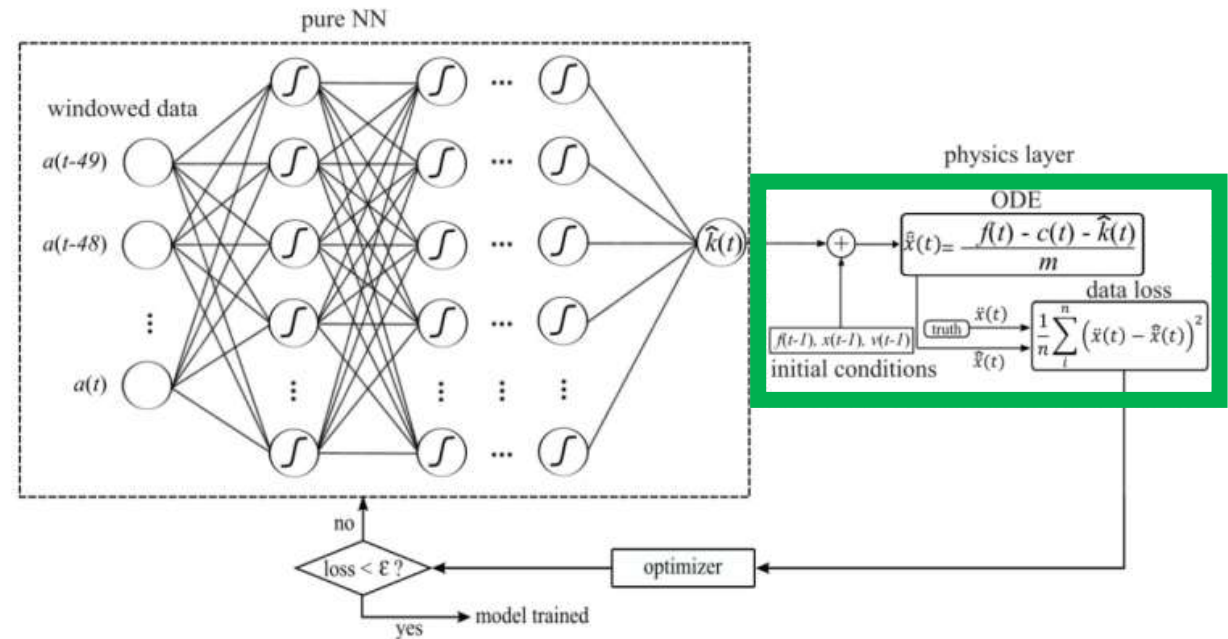 pure NN
windowed data
a(t-49)
a(t-48)
⋮
a(t)
...
...
...
...
...
k̂(t)
physics layer
ODE
+
x̂̈(t)= f(t) - c(t) - k̂(t) / m
data loss
truth
ẍ(t)
x̂̈(t)
1/n ∑ᵢⁿ (ẍ(t) − x̂̈(t))²
f(t-1), x(t-1), v(t-1)
initial conditions
no
loss < ε ?
optimizer
yes
model trained